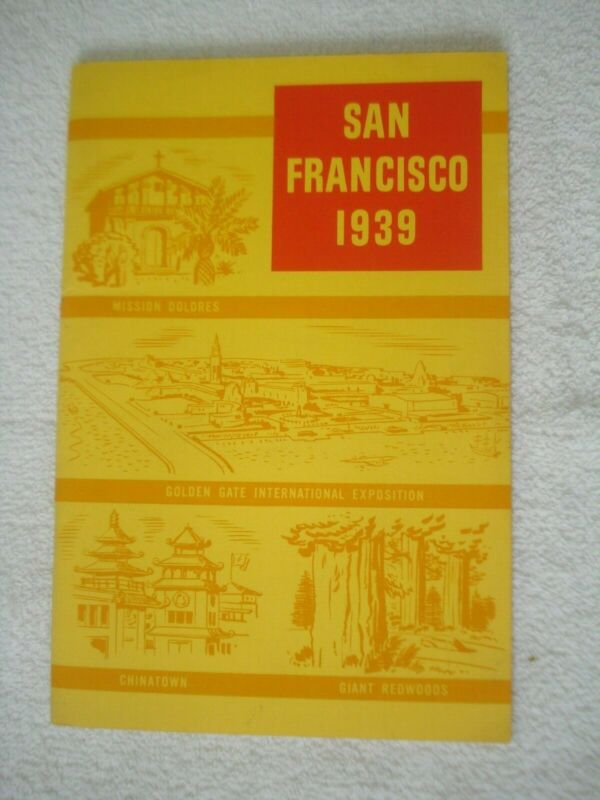 SAN
FRANCISCO
1939
MISSION DOLORES
GOLDEN GATE INTERNATIONAL EXPOSITION
CHINATOWN
GIANT REDWOODS